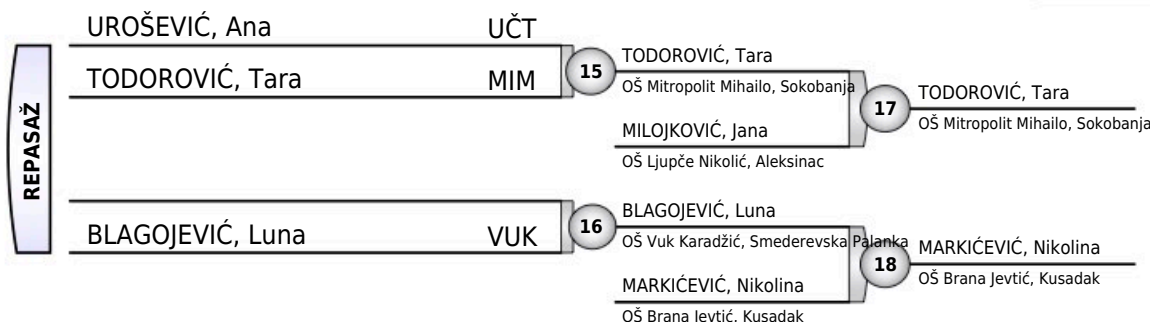 REPASAŽ
UROŠEVIĆ, Ana UČT
TODOROVIĆ, Tara MIM
15
TODOROVIĆ, Tara
OŠ Mitropolit Mihailo, Sokobanja
MILOJKOVIĆ, Jana
OŠ Ljupče Nikolić, Aleksinac
17
TODOROVIĆ, Tara
OŠ Mitropolit Mihailo, Sokobanja
BLAGOJEVIĆ, Luna VUK
16
BLAGOJEVIĆ, Luna
OŠ Vuk Karadžić, Smederevska Palanka
MARKIĆEVIĆ, Nikolina
OŠ Brana Jevtić, Kusadak
18
MARKIĆEVIĆ, Nikolina
OŠ Brana Jevtić, Kusadak